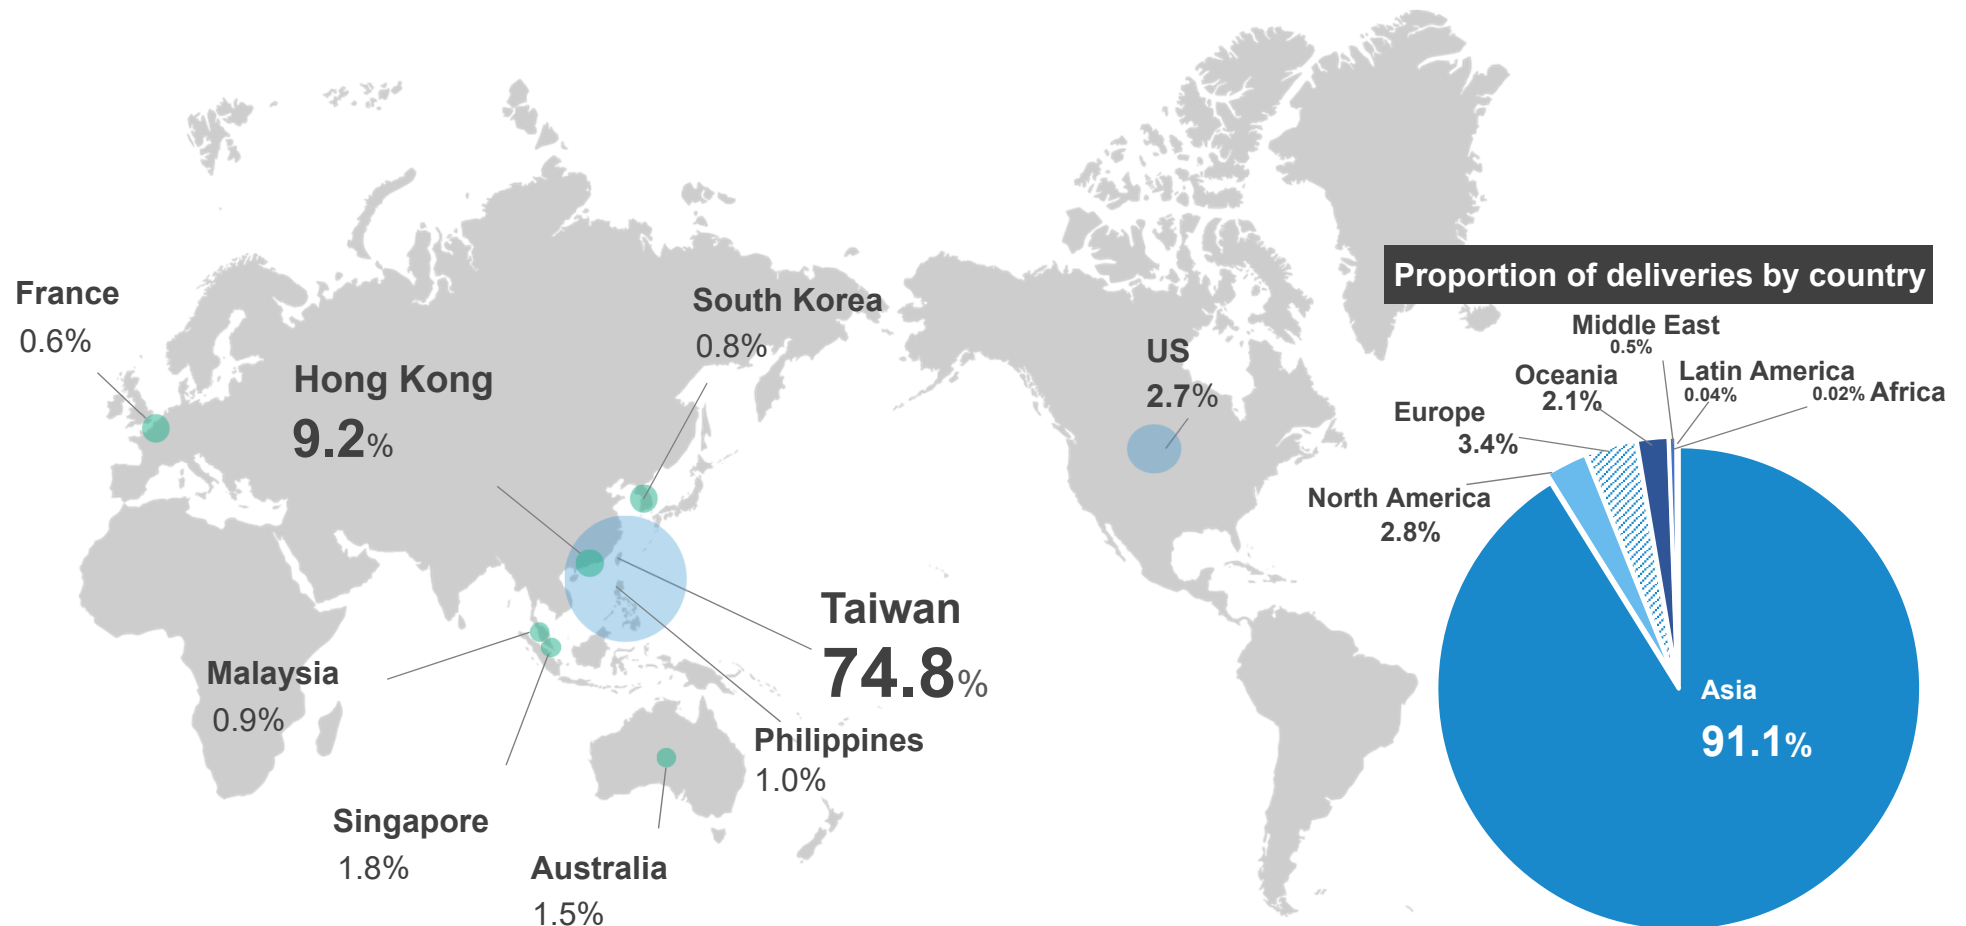 France
0.6%
Hong Kong
9.2%
South Korea
0.8%
US
2.7%
Taiwan
74.8%
Malaysia
0.9%
Philippines
1.0%
Singapore
1.8%
Australia
1.5%
Proportion of deliveries by country
Middle East
0.5%
Oceania
2.1%
Latin America
0.04%
0.02% Africa
Europe
3.4%
North America
2.8%
Asia
91.1%